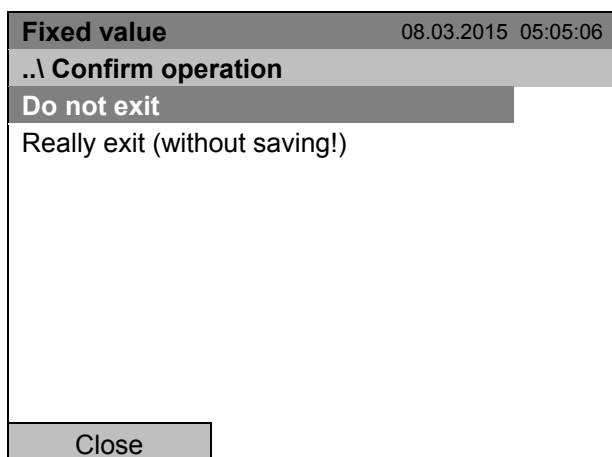 Fixed value 08.03.2015 05:05:06
..\ Confirm operation
Do not exit
Really exit (without saving!)
Close